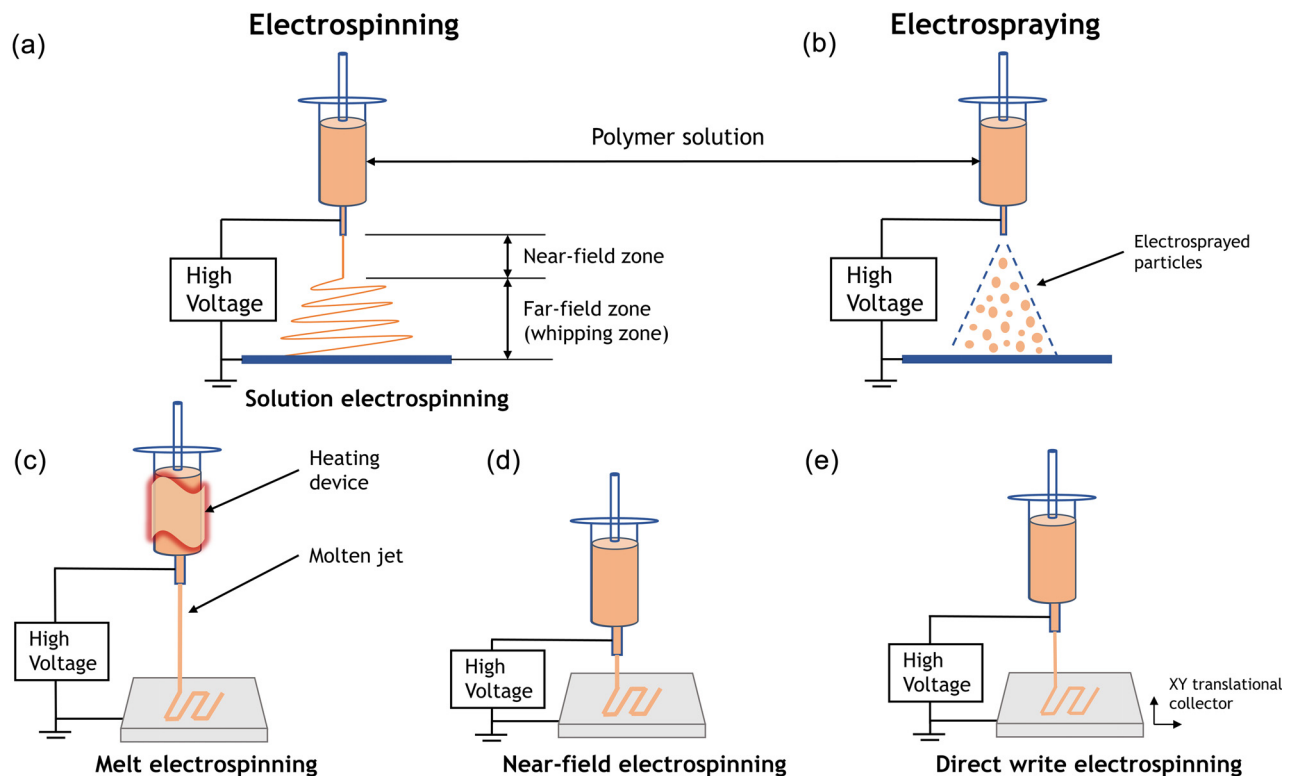 Electrospinning
Electrospraying
(a)
(b)
Polymer solution
High
Voltage
Near-field zone
Far-field zone
(whipping zone)
High
Voltage
Electrosprayed
particles
Solution electrospinning
(c)
Heating
device
Molten jet
High
Voltage
Melt electrospinning
(d)
High
Voltage
Near-field electrospinning
(e)
High
Voltage
XY translational
collector
Direct write electrospinning